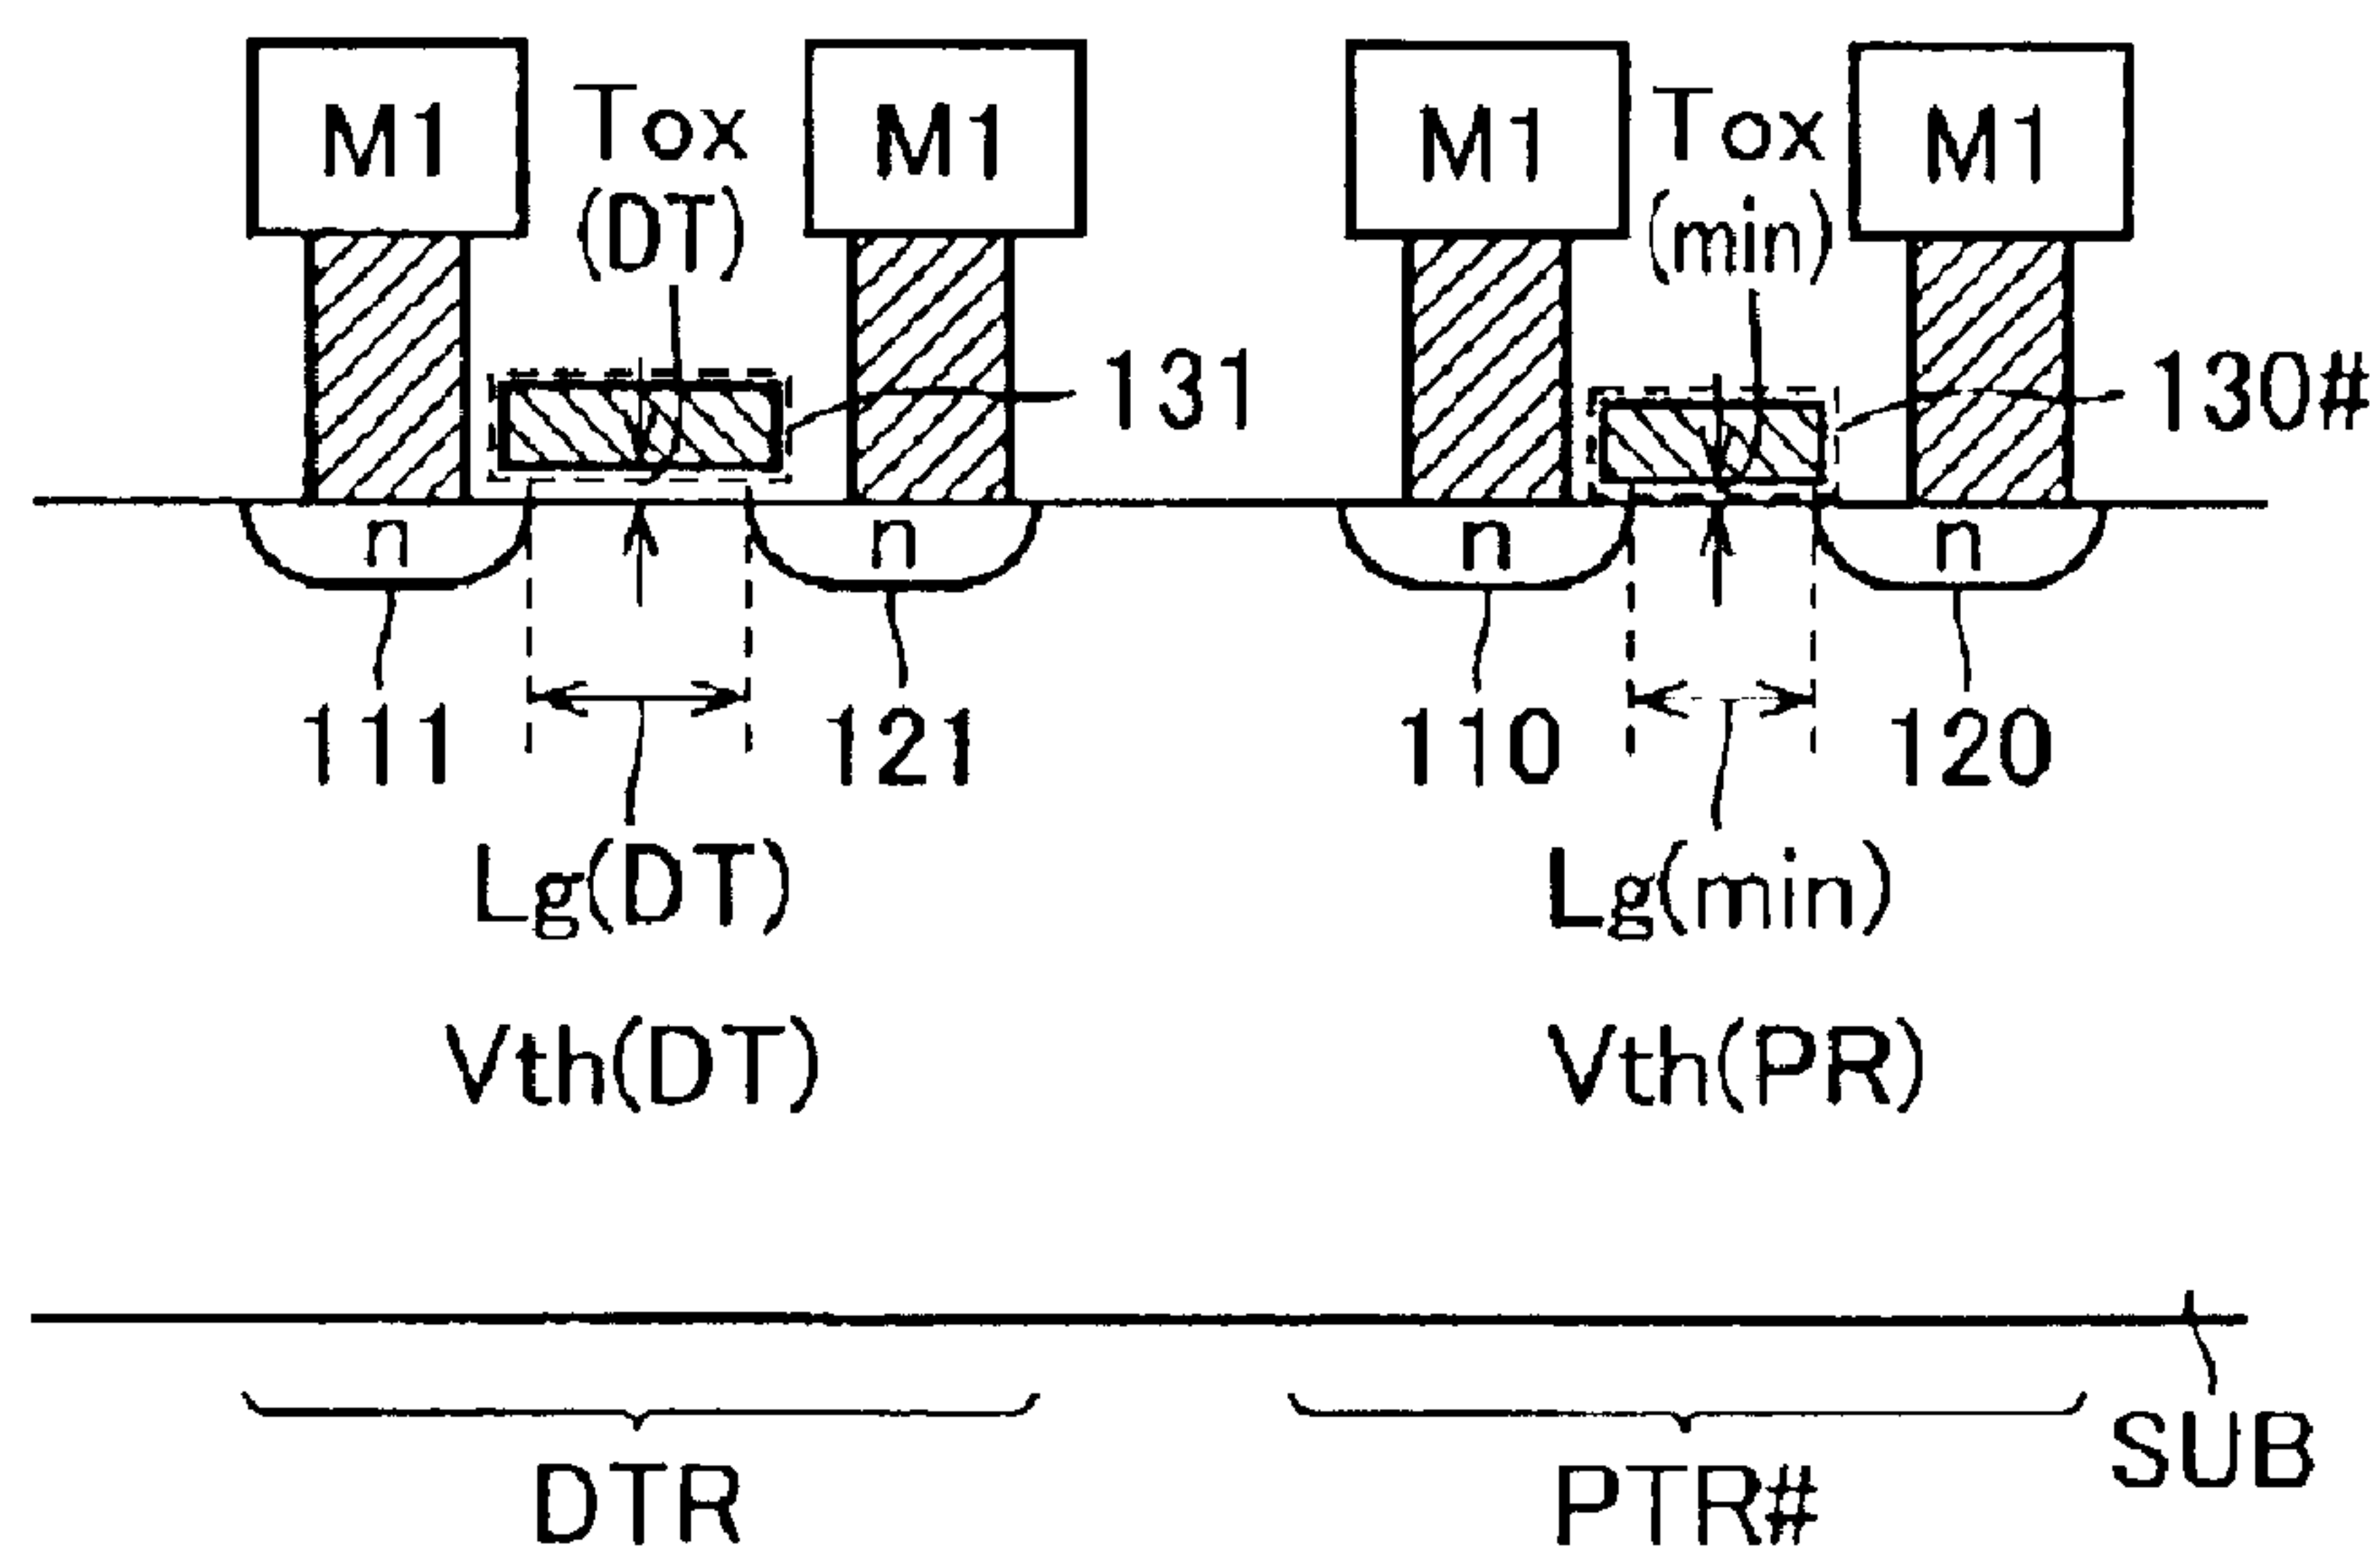 M1 Tox (DT) M1 M1 Tox (min) M1
131 130#
n n n n
111 121 110 120
Lg(DT) Lg(min)
Vth(DT) Vth(PR)
DTR PTR# SUB